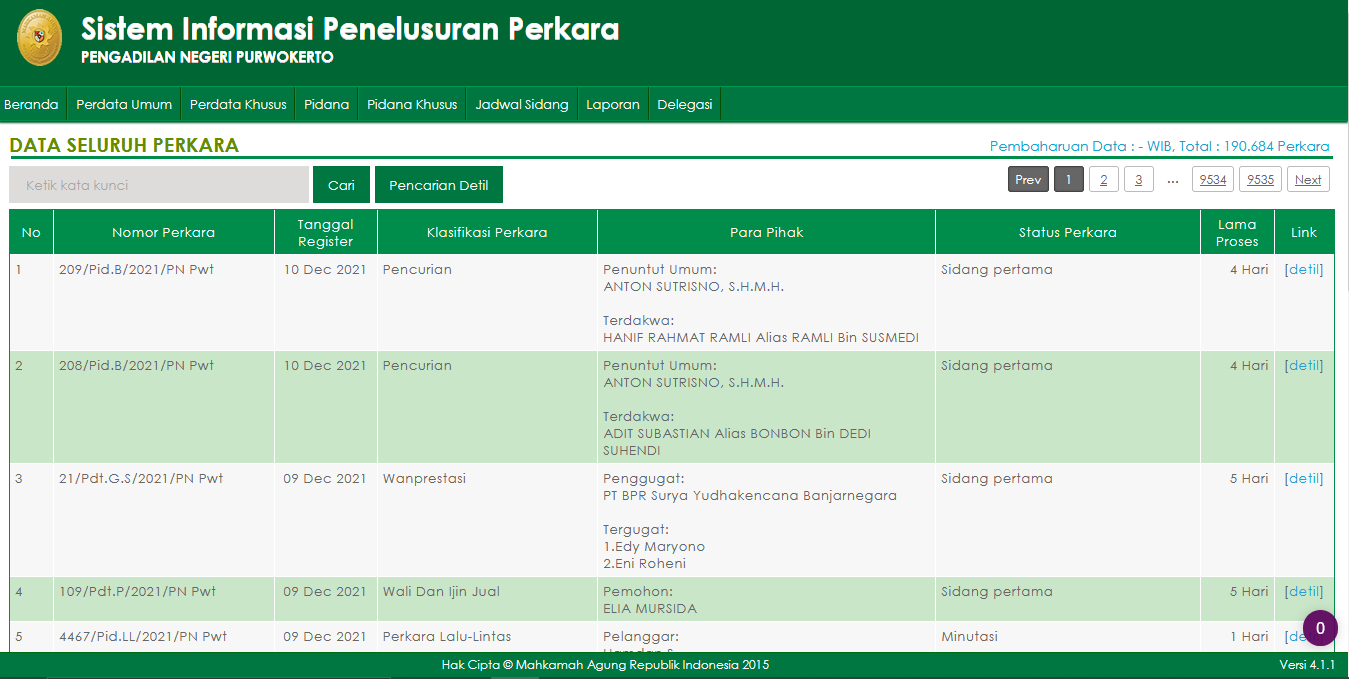 Sistem Informasi Penelusuran Perkara
PENGADILAN NEGERI PURWOKERTO
Beranda Perdata Umum Perdata Khusus Pidana Pidana Khusus Jadwal Sidang Laporan Delegasi
DATA SELURUH PERKARA Pembaharuan Data : - WIB, Total : 190.684 Perkara
Ketik kata kunci Cari Pencarian Detil Prev 1 2 3 ... 9534 9535 Next
No Nomor Perkara Tanggal Register Klasifikasi Perkara Para Pihak Status Perkara Lama Proses Link
1 209/Pid.B/2021/PN Pwt 10 Dec 2021 Pencurian Penuntut Umum: Sidang pertama 4 Hari [detil]
ANTON SUTRISNO, S.H.M.H.
Terdakwa:
HANIF RAHMAT RAMLI Alias RAMLI Bin SUSMEDI
2 208/Pid.B/2021/PN Pwt 10 Dec 2021 Pencurian Penuntut Umum: Sidang pertama 4 Hari [detil]
ANTON SUTRISNO, S.H.M.H.
Terdakwa:
ADIT SUBASTIAN Alias BONBON Bin DEDI
SUHENDI
3 21/Pdt.G.S/2021/PN Pwt 09 Dec 2021 Wanprestasi Penggugat: Sidang pertama 5 Hari [detil]
PT BPR Surya Yudhakencana Banjarnegara
Tergugat:
1.Edy Maryono
2.Eni Roheni
4 109/Pdt.P/2021/PN Pwt 09 Dec 2021 Wali Dan Ijin Jual Pemohon: Sidang pertama 5 Hari [detil]
ELIA MURSIDA
5 4467/Pid.LL/2021/PN Pwt 09 Dec 2021 Perkara Lalu-Lintas Pelanggar: Minutasi 1 Hari [de
0
Hak Cipta © Mahkamah Agung Republik Indonesia 2015 Versi 4.1.1